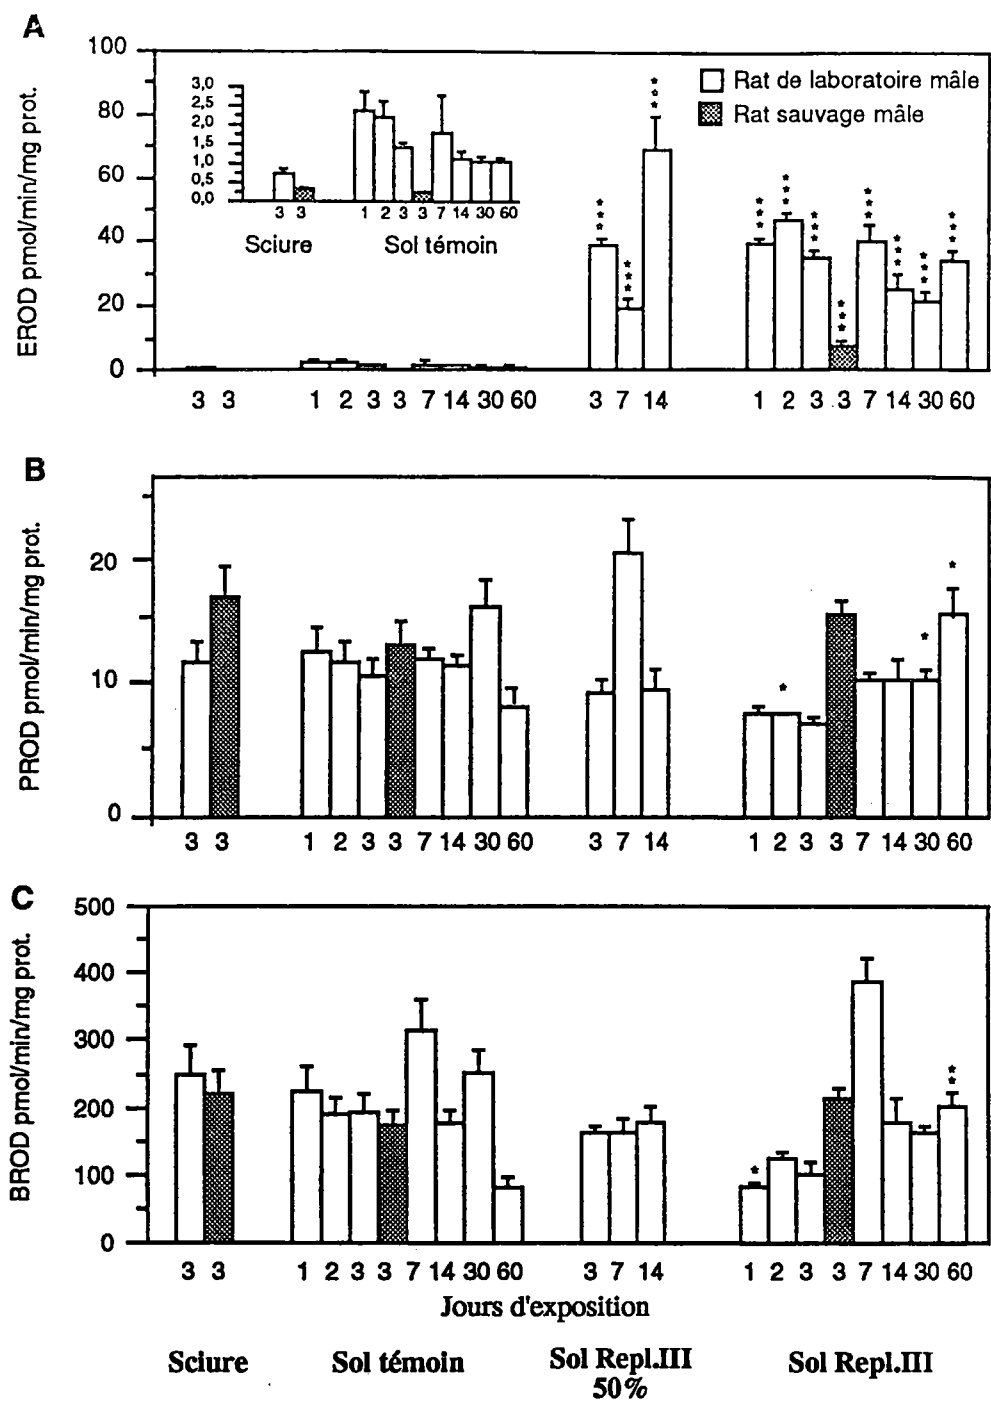 A
EROD pmol/min/mg prot.
100
80
60
40
20
0
3,0
2,5
2,0
1,5
1,0
0,5
0,0
3 3
1 2 3 3 7 14 30 60
Sciure
Sol témoin
Rat de laboratoire mâle
Rat sauvage mâle
*** *** ***
*** *** *** *** *** *** *** ***
3 3 1 2 3 3 7 14 30 60 3 7 14 1 2 3 3 7 14 30 60
B
PROD pmol/min/mg prot.
20
10
0
* * *
3 3 1 2 3 3 7 14 30 60 3 7 14 1 2 3 3 7 14 30 60
C
BROD pmol/min/mg prot.
500
400
300
200
100
0
* **
3 3 1 2 3 3 7 14 30 60 3 7 14 1 2 3 3 7 14 30 60
Jours d'exposition
Sciure
Sol témoin
Sol Repl.III
50%
Sol Repl.III